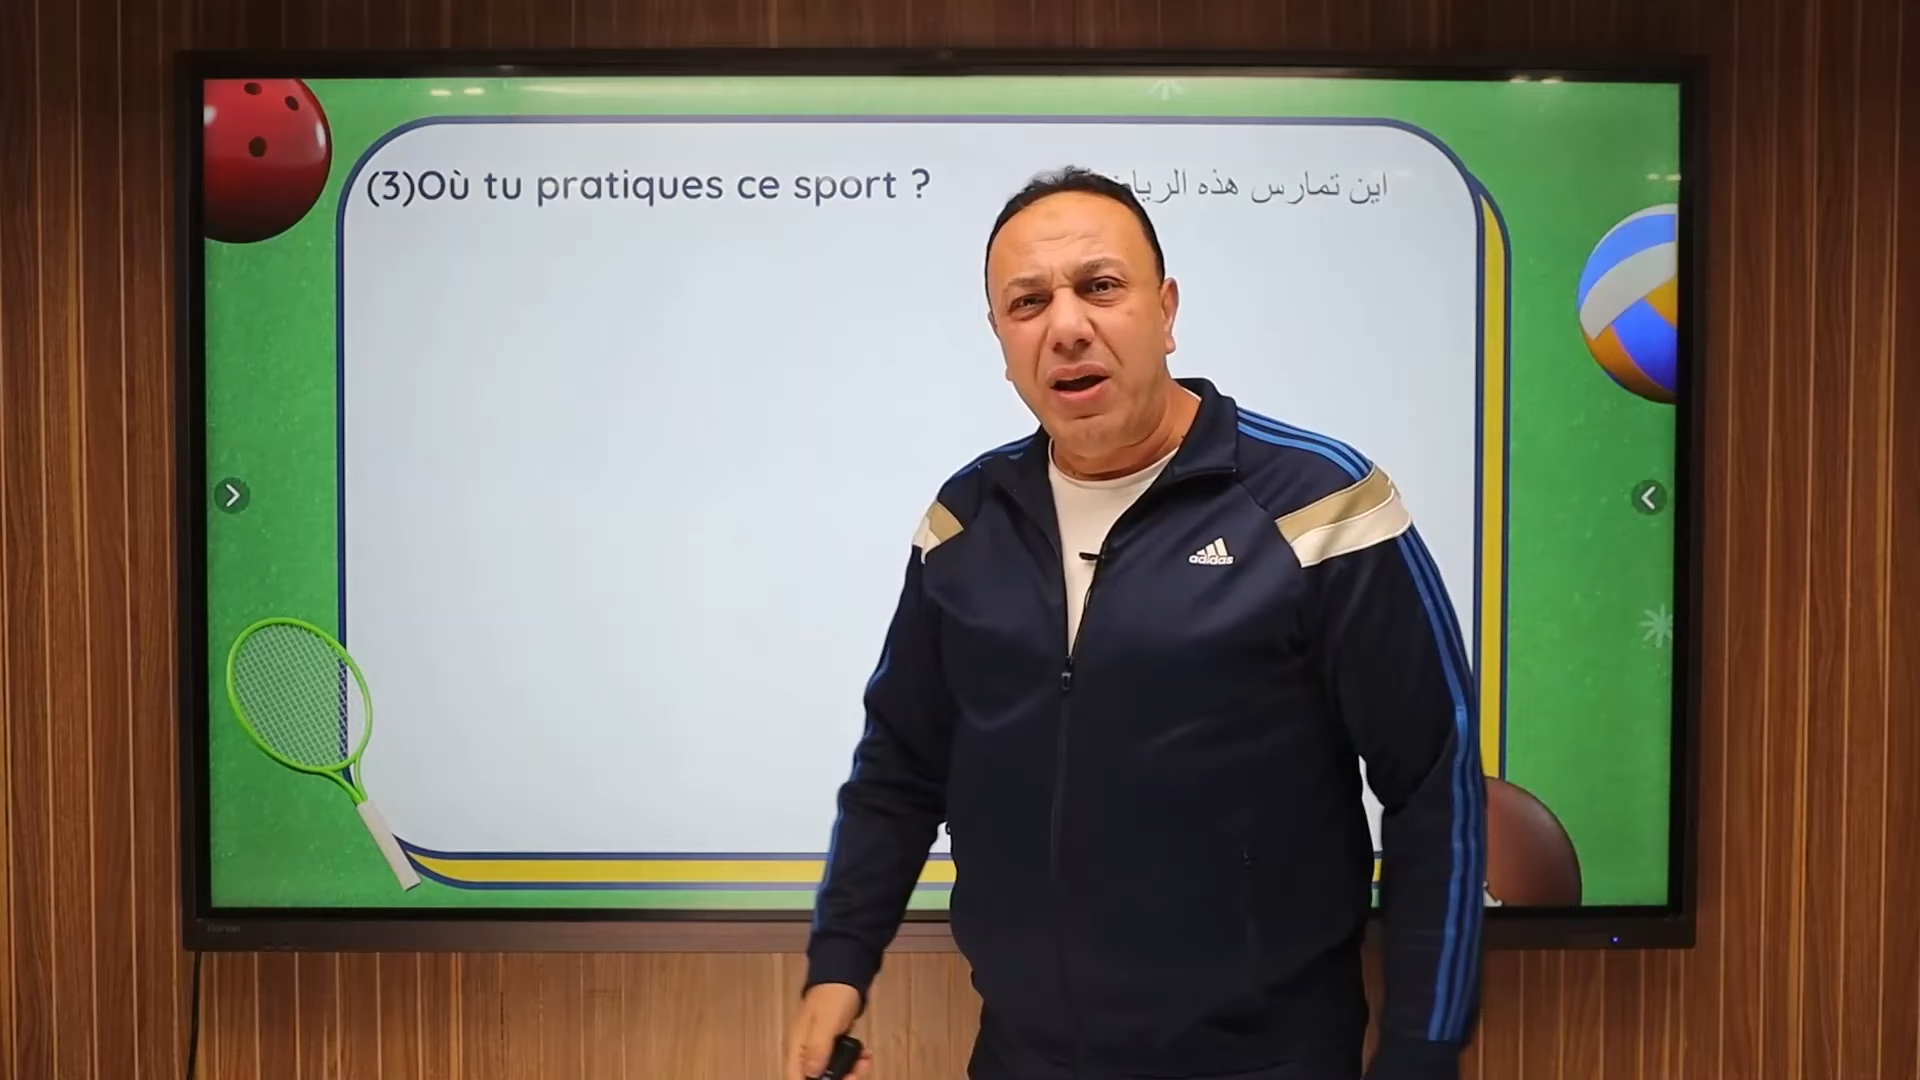 (3)Où tu pratiques ce sport ?
اين تمارس هذه
adidas